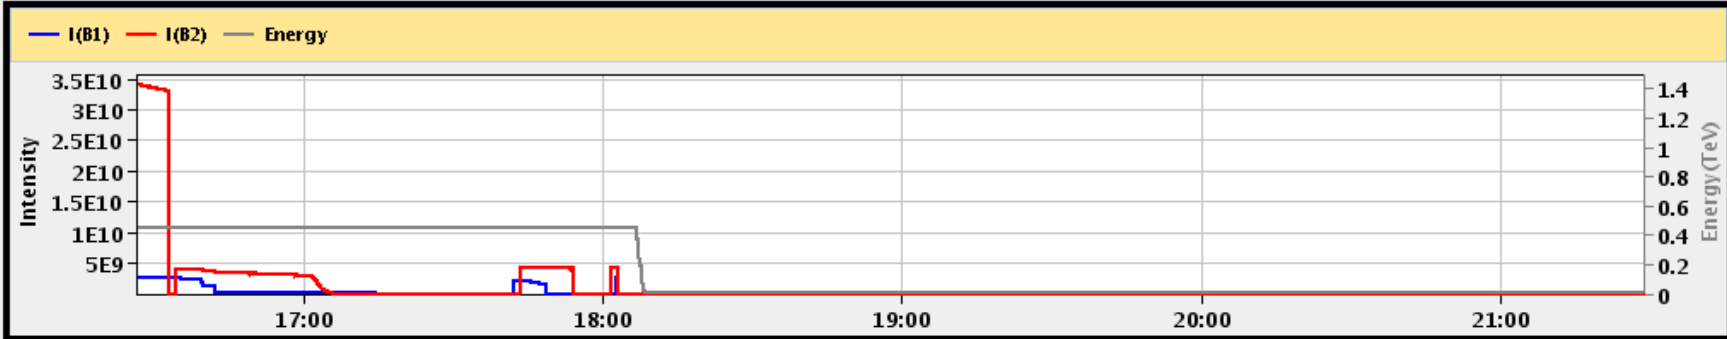 I(B1) I(B2) Energy
3.5E10
3E10
2.5E10
2E10
1.5E10
1E10
5E9
Intensity
1.4
1.2
1
0.8
0.6
0.4
0.2
0
Energy(TeV)
17:00 18:00 19:00 20:00 21:00